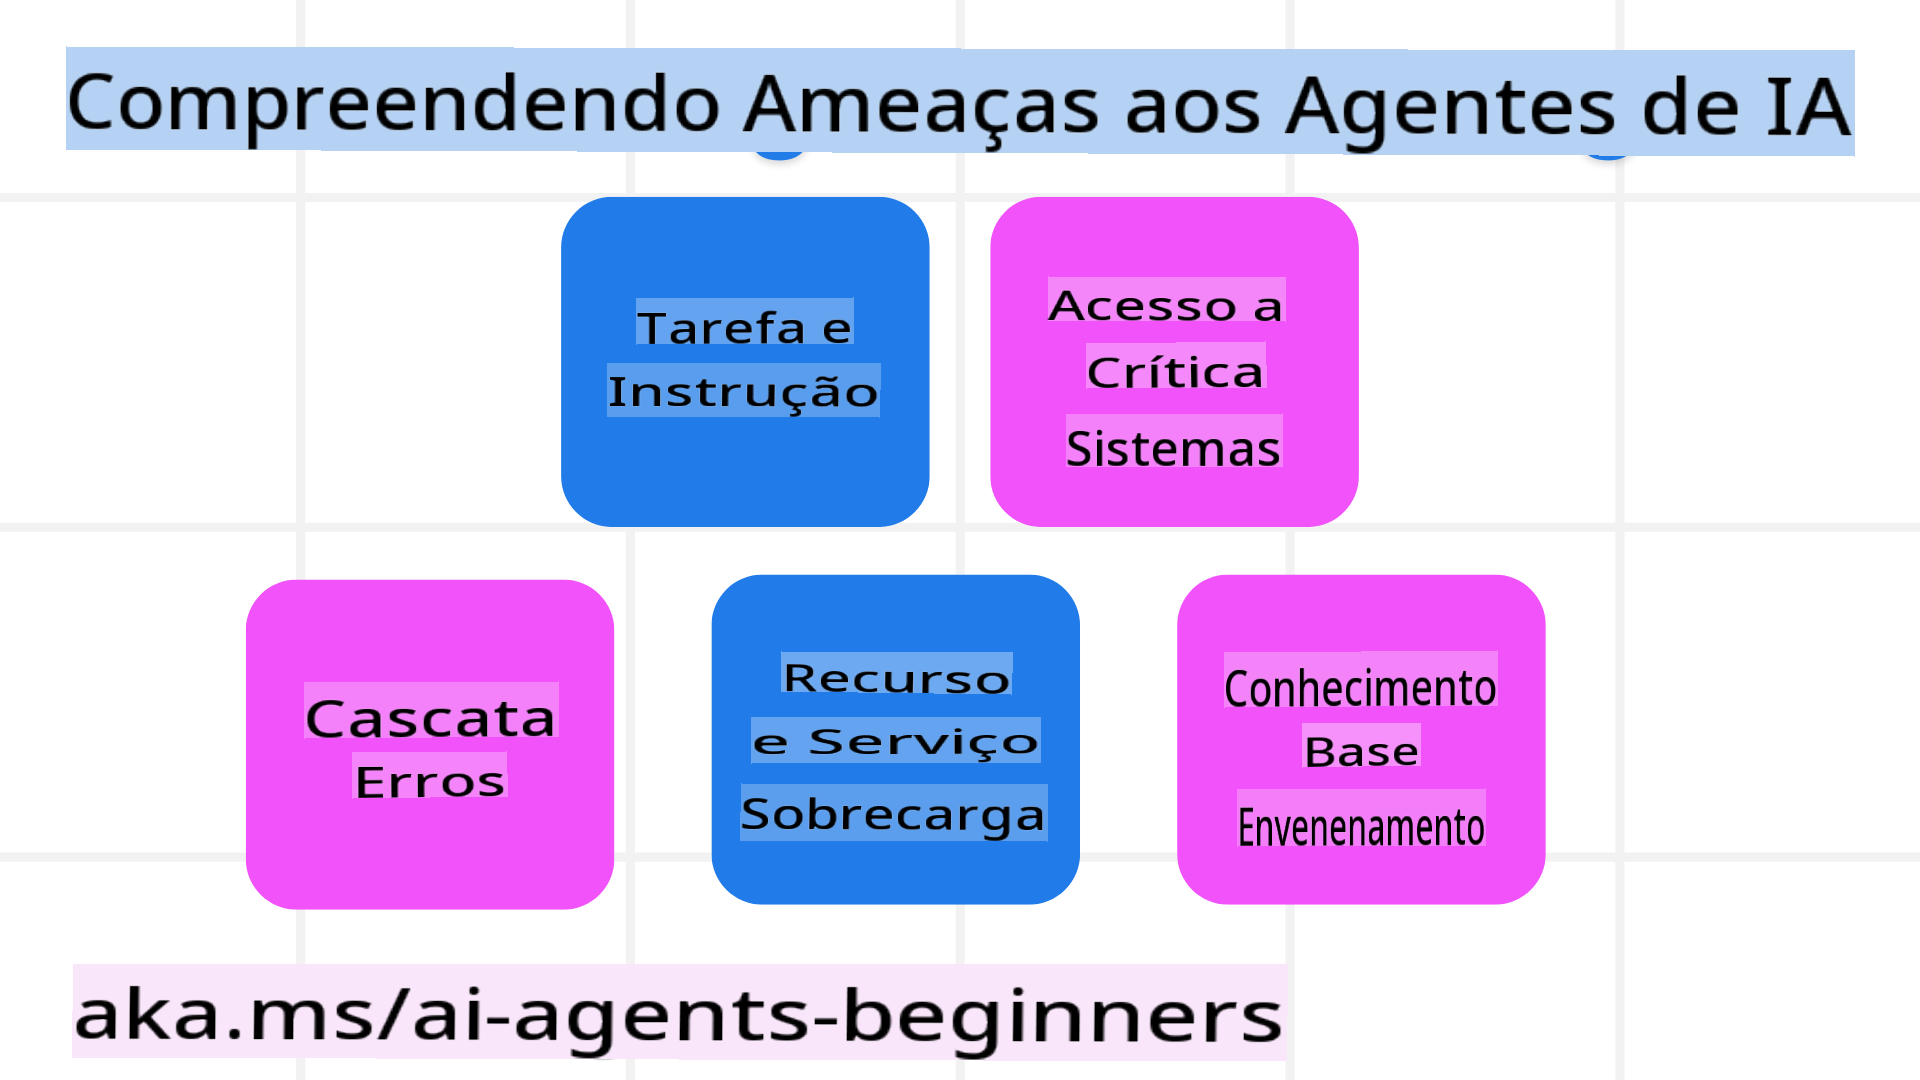 Compreendendo Ameaças aos Agentes de IA
Tarefa e
Instrução
Acesso a
Crítica
Sistemas
Cascata
Erros
Recurso
e Serviço
Sobrecarga
Conhecimento
Base
Envenenamento
aka.ms/ai-agents-beginners